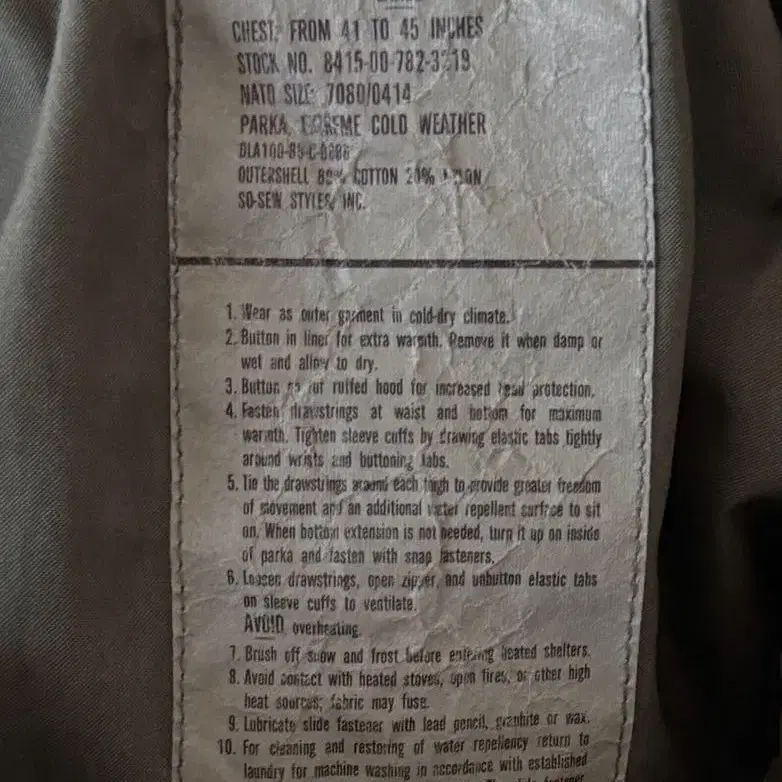 CHEST: FROM 41 TO 45 INCHES
STOCK NO. 8415-00-782-3219
NATO SIZE: 7080/0414
PARKA, EXTREME COLD WEATHER
DLA100-85-C-0286
OUTERSHELL 80% COTTON 20% NYLON
SO-SEW STYLES, INC.
1. Wear as outer garment in cold-dry climate.
2. Button in liner for extra warmth. Remove it when damp or
wet and allow to dry.
3. Button on fur ruffed hood for increased head protection.
4. Fasten drawstrings at waist and bottom for maximum
warmth. Tighten sleeve cuffs by drawing elastic tabs tightly
around wrists and buttoning tabs.
5. Tie the drawstrings around each thigh to provide greater freedom
of movement and an additional water repellent surface to sit
on. When bottom extension is not needed, turn it up on inside
of parka and fasten with snap fasteners.
6. Loosen drawstrings, open zipper, and unbutton elastic tabs
on sleeve cuffs to ventilate.
AVOID overheating.
7. Brush off snow and frost before entering heated shelters.
8. Avoid contact with heated stoves, open fires, or other high
heat sources; fabric may fuse.
9. Lubricate slide fastener with lead pencil, graphite or wax.
10. For cleaning and restoring of water repellency return to
laundry for machine washing in accordance with established
fastener